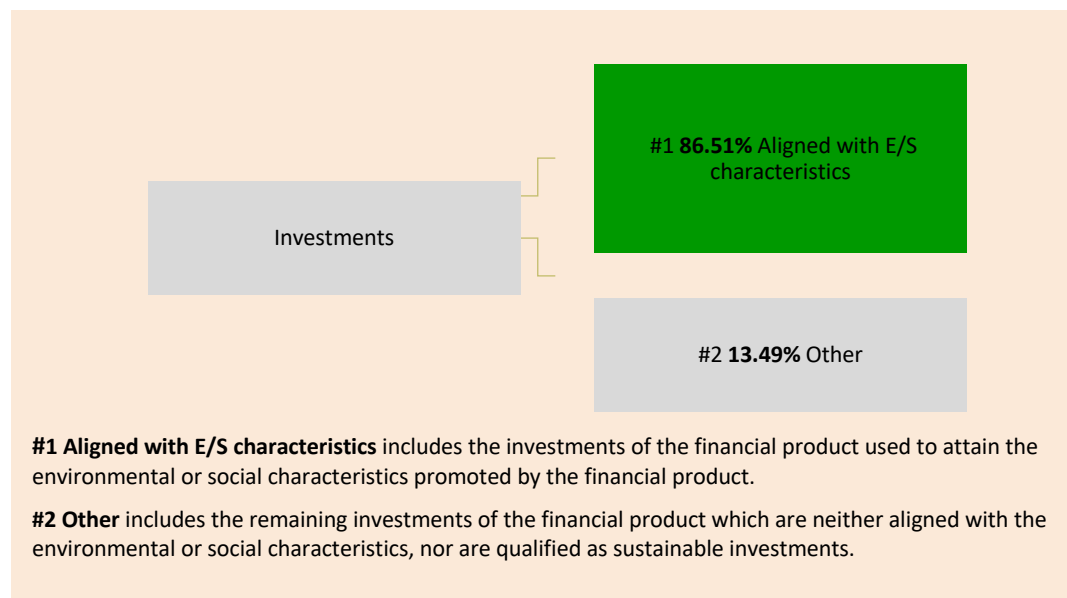 #1 86.51% Aligned with E/S
characteristics
Investments
#2 13.49% Other
#1 Aligned with E/S characteristics includes the investments of the financial product used to attain the
environmental or social characteristics promoted by the financial product.
#2 Other includes the remaining investments of the financial product which are neither aligned with the
environmental or social characteristics, nor are qualified as sustainable investments.